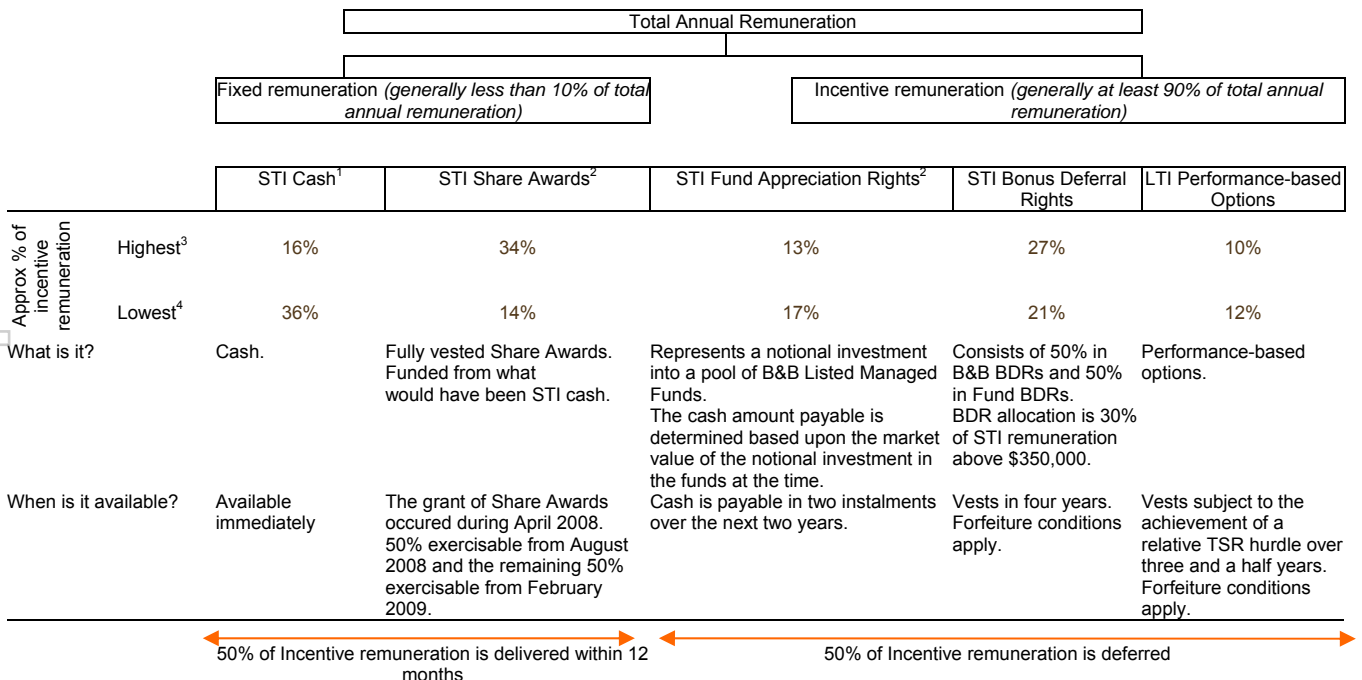 Total Annual Remuneration
Fixed remuneration (generally less than 10% of total
annual remuneration)
Incentive remuneration (generally at least 90% of total annual
remuneration)
STI Cash1
STI Share Awards2
STI Fund Appreciation Rights2
STI Bonus Deferral
Rights
LTI Performance-based
Options
Approx % of
incentive
remuneration
Highest3 16% 34% 13% 27% 10%
Lowest4 36% 14% 17% 21% 12%
What is it?
Cash.
Fully vested Share Awards.
Funded from what
would have been STI cash.
Represents a notional investment
into a pool of B&B Listed Managed
Funds.
The cash amount payable is
determined based upon the market
value of the notional investment in
the funds at the time.
Consists of 50% in
B&B BDRs and 50%
in Fund BDRs.
BDR allocation is 30%
of STI remuneration
above $350,000.
Performance-based
options.
When is it available?
Available
immediately
The grant of Share Awards
occured during April 2008.
50% exercisable from August
2008 and the remaining 50%
exercisable from February
2009.
Cash is payable in two instalments
over the next two years.
Vests in four years.
Forfeiture conditions
apply.
Vests subject to the
achievement of a
relative TSR hurdle over
three and a half years.
Forfeiture conditions
apply.
50% of Incentive remuneration is delivered within 12
months
50% of Incentive remuneration is deferred